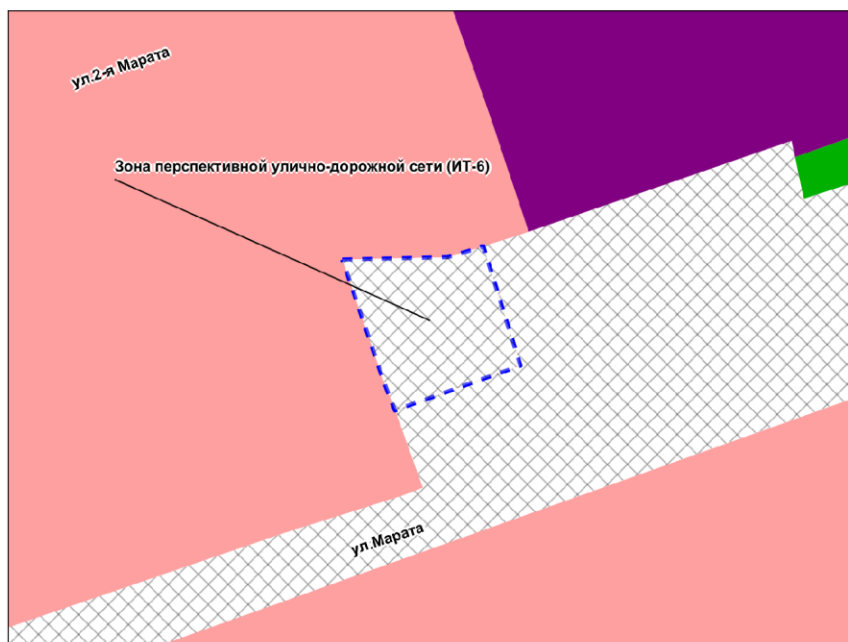 ул.2-я Марата
Зона перспективной улично-дорожной сети (ИТ-6)
ул.Марата